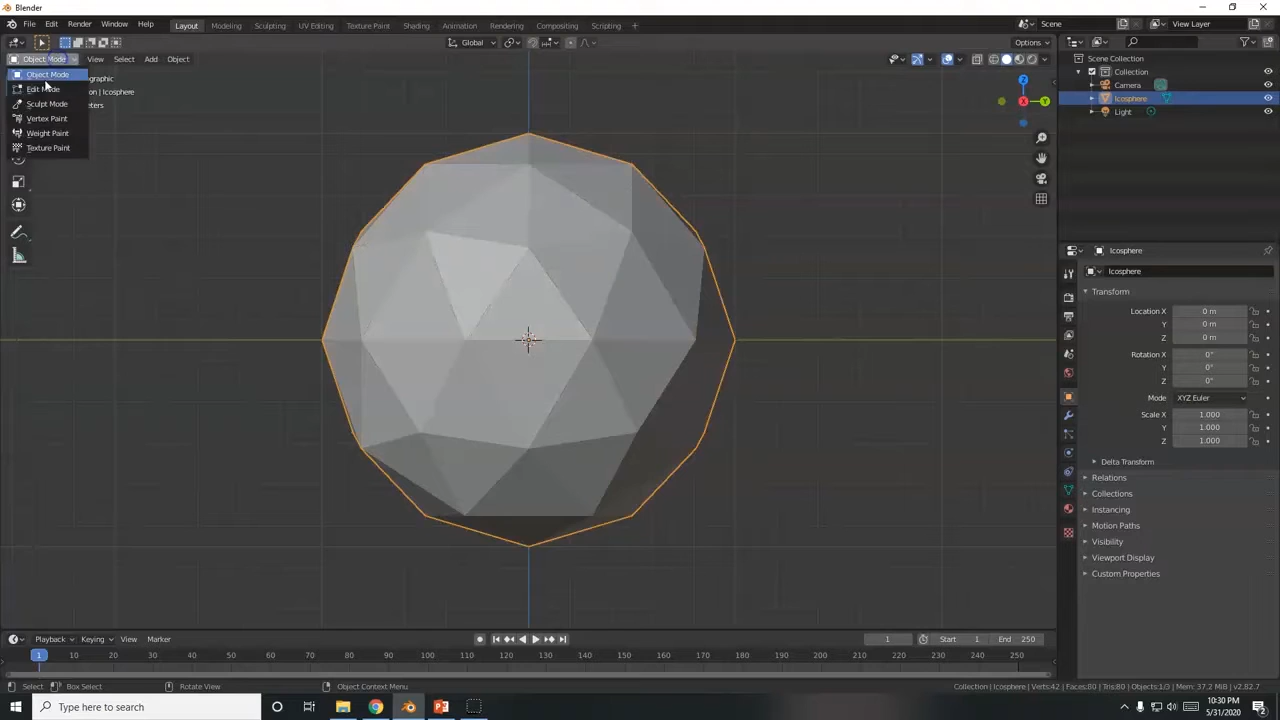 Blender
File Edit Render Window Help Layout Modeling Sculpting UV Editing Texture Paint Shading Animation Rendering Compositing Scripting + Scene View Layer
Global Options
Object Mode View Select Add Object
Object Mode
Edit Mode
Sculpt Mode
Vertex Paint
Weight Paint
Texture Paint
ographic
on | Icosphere
eters
Z
X
Y
Scene Collection
Collection
Camera
Icosphere
Light
Icosphere
Icosphere
Transform
Location X 0 m
Y 0 m
Z 0 m
Rotation X 0°
Y 0°
Z 0°
Mode XYZ Euler
Scale X 1.000
Y 1.000
Z 1.000
Delta Transform
Relations
Collections
Instancing
Motion Paths
Visibility
Viewport Display
Custom Properties
Playback Keying View Marker 1 Start 1 End 250
1 10 20 30 40 50 60 70 80 90 100 110 120 130 140 150 160 170 180 190 200 210 220 230 240 250
Select Box Select Rotate View Object Context Menu Collection | Icosphere | Verts:42 | Faces:80 | Tris:80 | Objects:1/3 | Mem: 37.2 MiB | v2.82.7
Type here to search
10:30 PM
5/31/2020
2